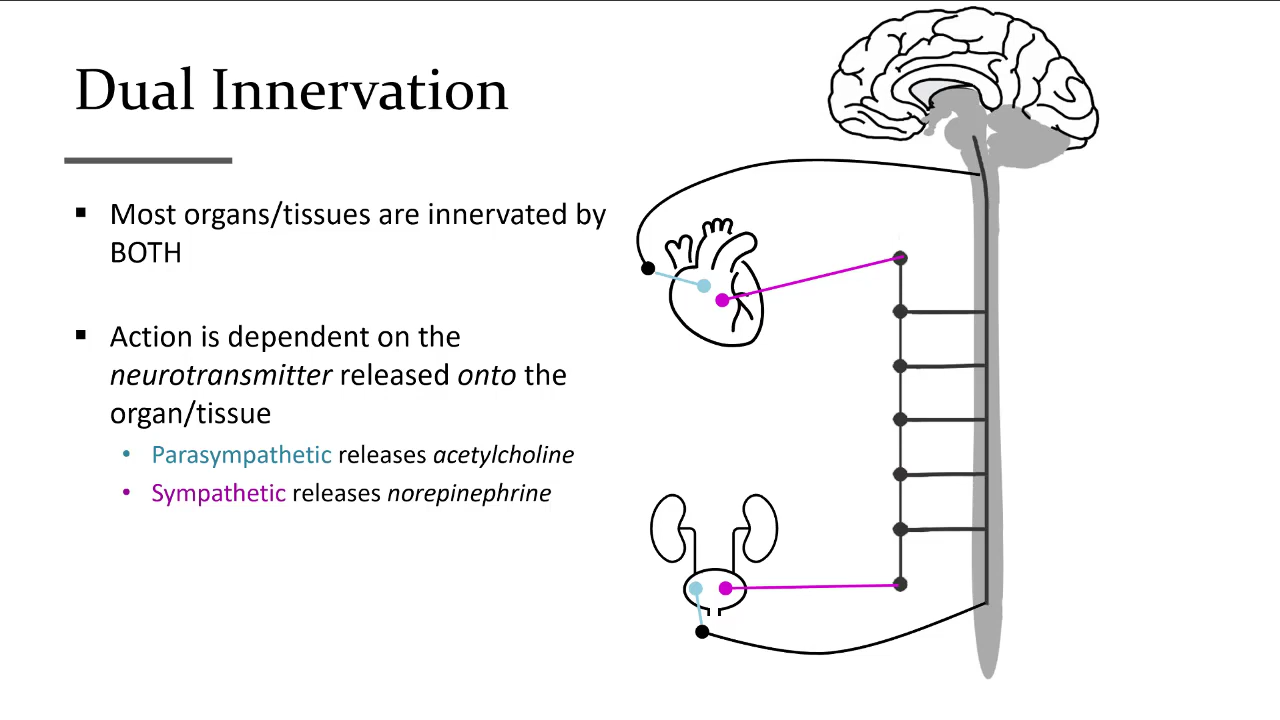 Dual Innervation
▪ Most organs/tissues are innervated by
BOTH
▪ Action is dependent on the
neurotransmitter released onto the
organ/tissue
• Parasympathetic releases acetylcholine
• Sympathetic releases norepinephrine